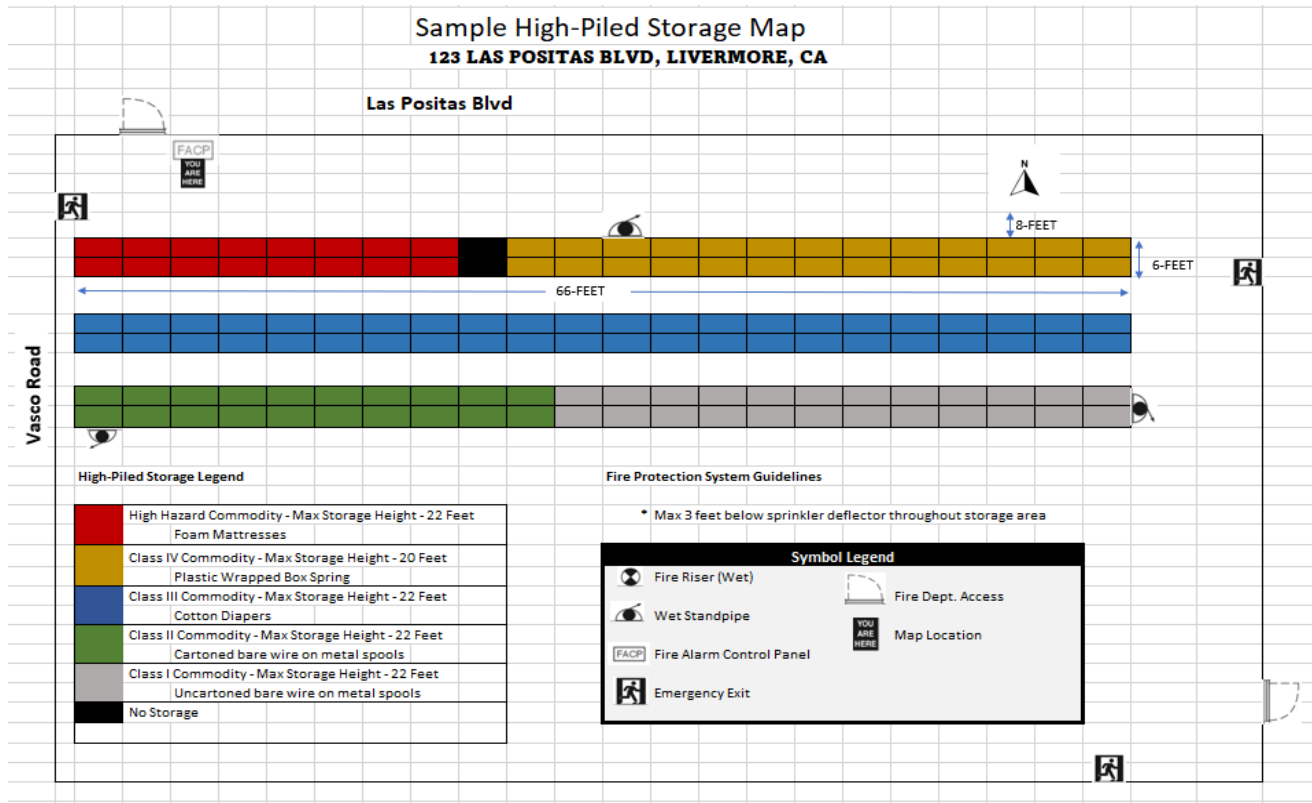 Sample High-Piled Storage Map
123 LAS POSITAS BLVD, LIVERMORE, CA
Las Positas Blvd
FACP
YOU
ARE
HERE
N
8-FEET
6-FEET
66-FEET
Vasco Road
High-Piled Storage Legend
High Hazard Commodity - Max Storage Height - 22 Feet
Foam Mattresses
Class IV Commodity - Max Storage Height - 20 Feet
Plastic Wrapped Box Spring
Class III Commodity - Max Storage Height - 22 Feet
Cotton Diapers
Class II Commodity - Max Storage Height - 22 Feet
Cartoned bare wire on metal spools
Class I Commodity - Max Storage Height - 22 Feet
Uncartoned bare wire on metal spools
No Storage
Fire Protection System Guidelines
* Max 3 feet below sprinkler deflector throughout storage area
Symbol Legend
Fire Riser (Wet)
Wet Standpipe
FACP Fire Alarm Control Panel
Emergency Exit
Fire Dept. Access
YOU
ARE
HERE
Map Location